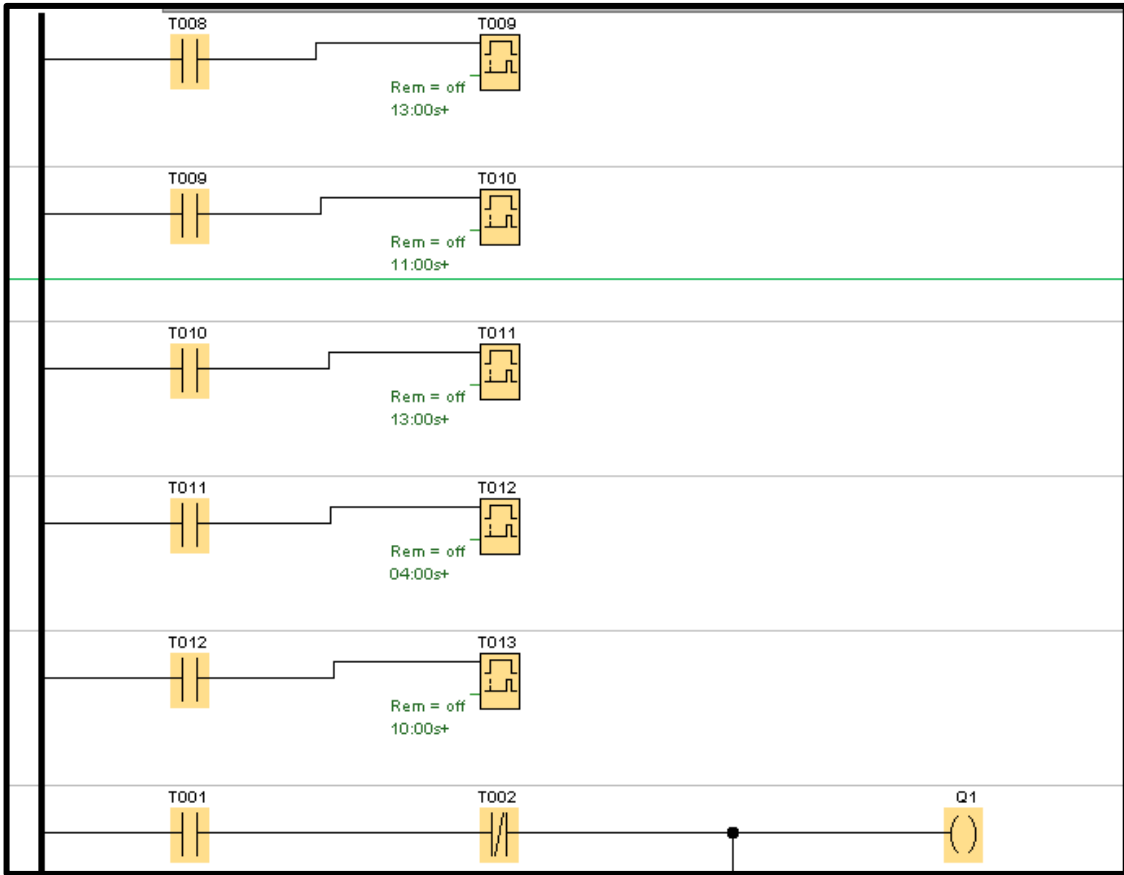 T008 T009
Rem = off
13:00s+
T009 T010
Rem = off
11:00s+
T010 T011
Rem = off
13:00s+
T011 T012
Rem = off
04:00s+
T012 T013
Rem = off
10:00s+
T001 T002 Q1